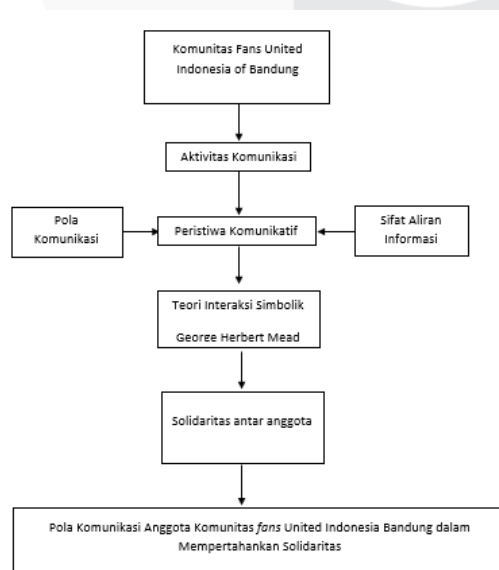 Komunitas Fans United
Indonesia of Bandung
Aktivitas Komunikasi
Pola
Komunikasi
Peristiwa Komunikatif
Sifat Aliran
Informasi
Teori Interaksi Simbolik
George Herbert Mead
Solidaritas antar anggota
Pola Komunikasi Anggota Komunitas fans United Indonesia Bandung dalam
Mempertahankan Solidaritas